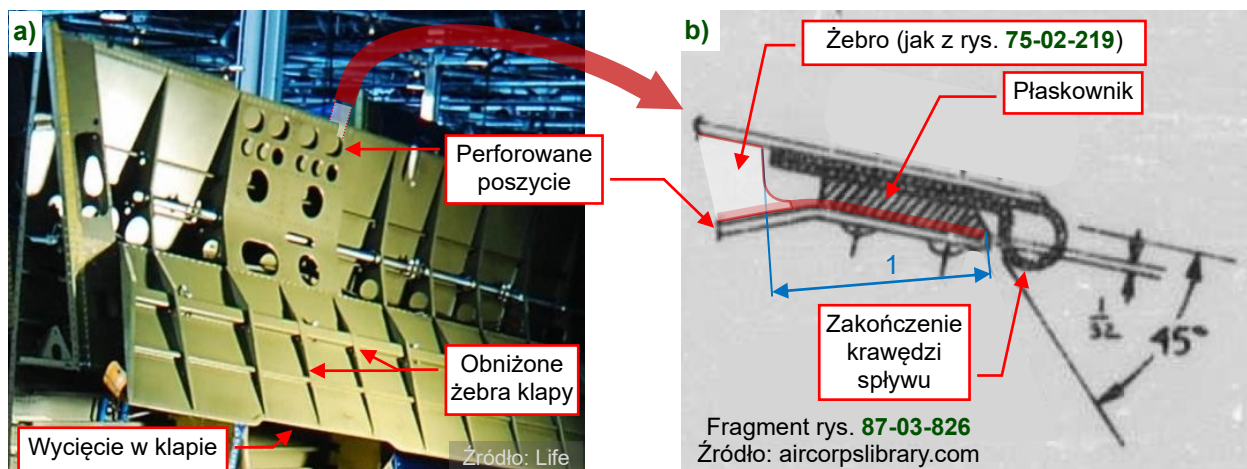 a)
Perforowane
poszycie
Obniżone
żebra klapy
Wycięcie w klapie
Źródło: Life
b)
Żebro (jak z rys. 75-02-219)
Płaskownik
1
1/32
45°
Zakończenie
krawędzi
spływu
Fragment rys. 87-03-826
Źródło: aircorpslibrary.com